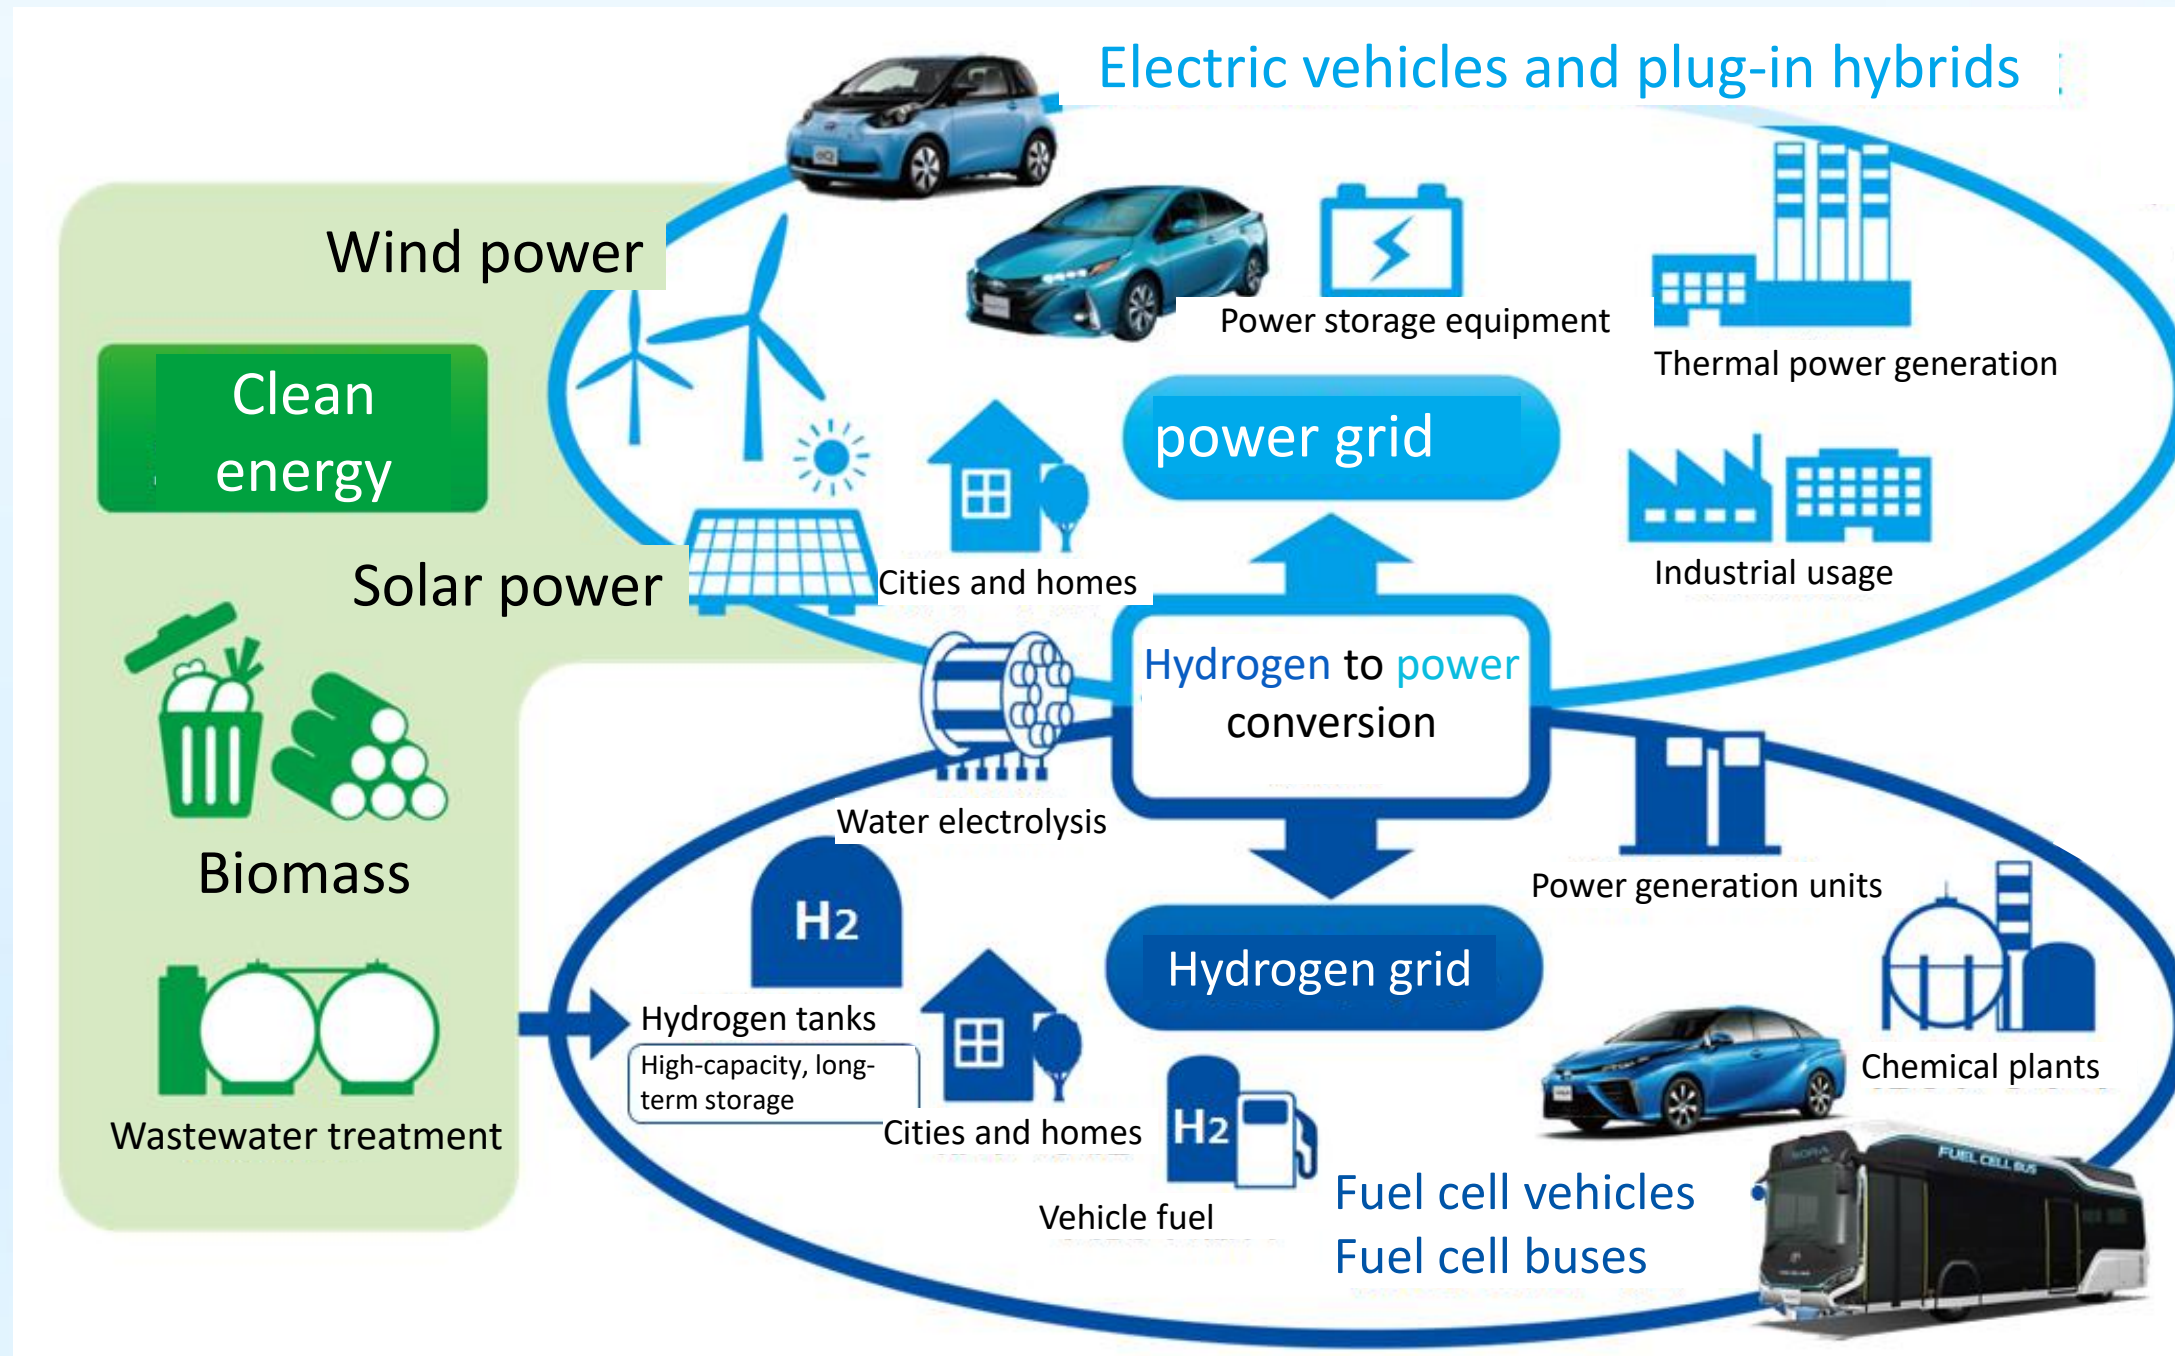 Electric vehicles and plug-in hybrids
Wind power
Power storage equipment
Thermal power generation
Clean
energy
power grid
Solar power
Cities and homes
Industrial usage
Hydrogen to power
conversion
Water electrolysis
Biomass
Power generation units
H2
Hydrogen grid
Hydrogen tanks
High-capacity, long-
term storage
Chemical plants
Wastewater treatment
Cities and homes
H2
Vehicle fuel
Fuel cell vehicles
Fuel cell buses
FUEL CELL BUS